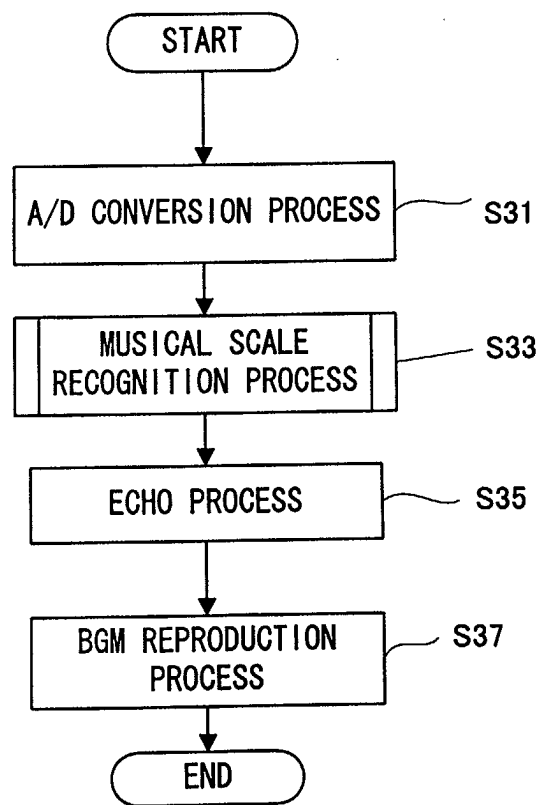 START
A/D CONVERSION PROCESS
S31
MUSICAL SCALE
RECOGNITION PROCESS
S33
ECHO PROCESS
S35
BGM REPRODUCTION
PROCESS
S37
END